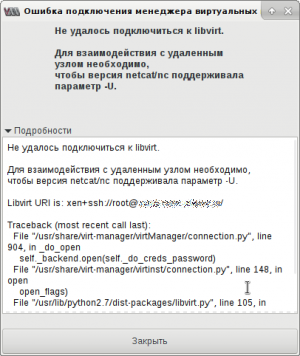 Ошибка подключения менеджера виртуальных
Не удалось подключиться к libvirt.
Для взаимодействия с удаленным
узлом необходимо,
чтобы версия netcat/nc поддерживала
параметр -U.
Подробности
Не удалось подключиться к libvirt.
Для взаимодействия с удаленным узлом необходимо,
чтобы версия netcat/nc поддерживала параметр -U.
Libvirt URI is: xen+ssh://root@
Traceback (most recent call last):
File "/usr/share/virt-manager/virtManager/connection.py", line
904, in _do_open
self._backend.open(self._do_creds_password)
File "/usr/share/virt-manager/virtinst/connection.py", line 148, in
open
open_flags)
File "/usr/lib/python2.7/dist-packages/libvirt.py", line 105, in
Закрыть